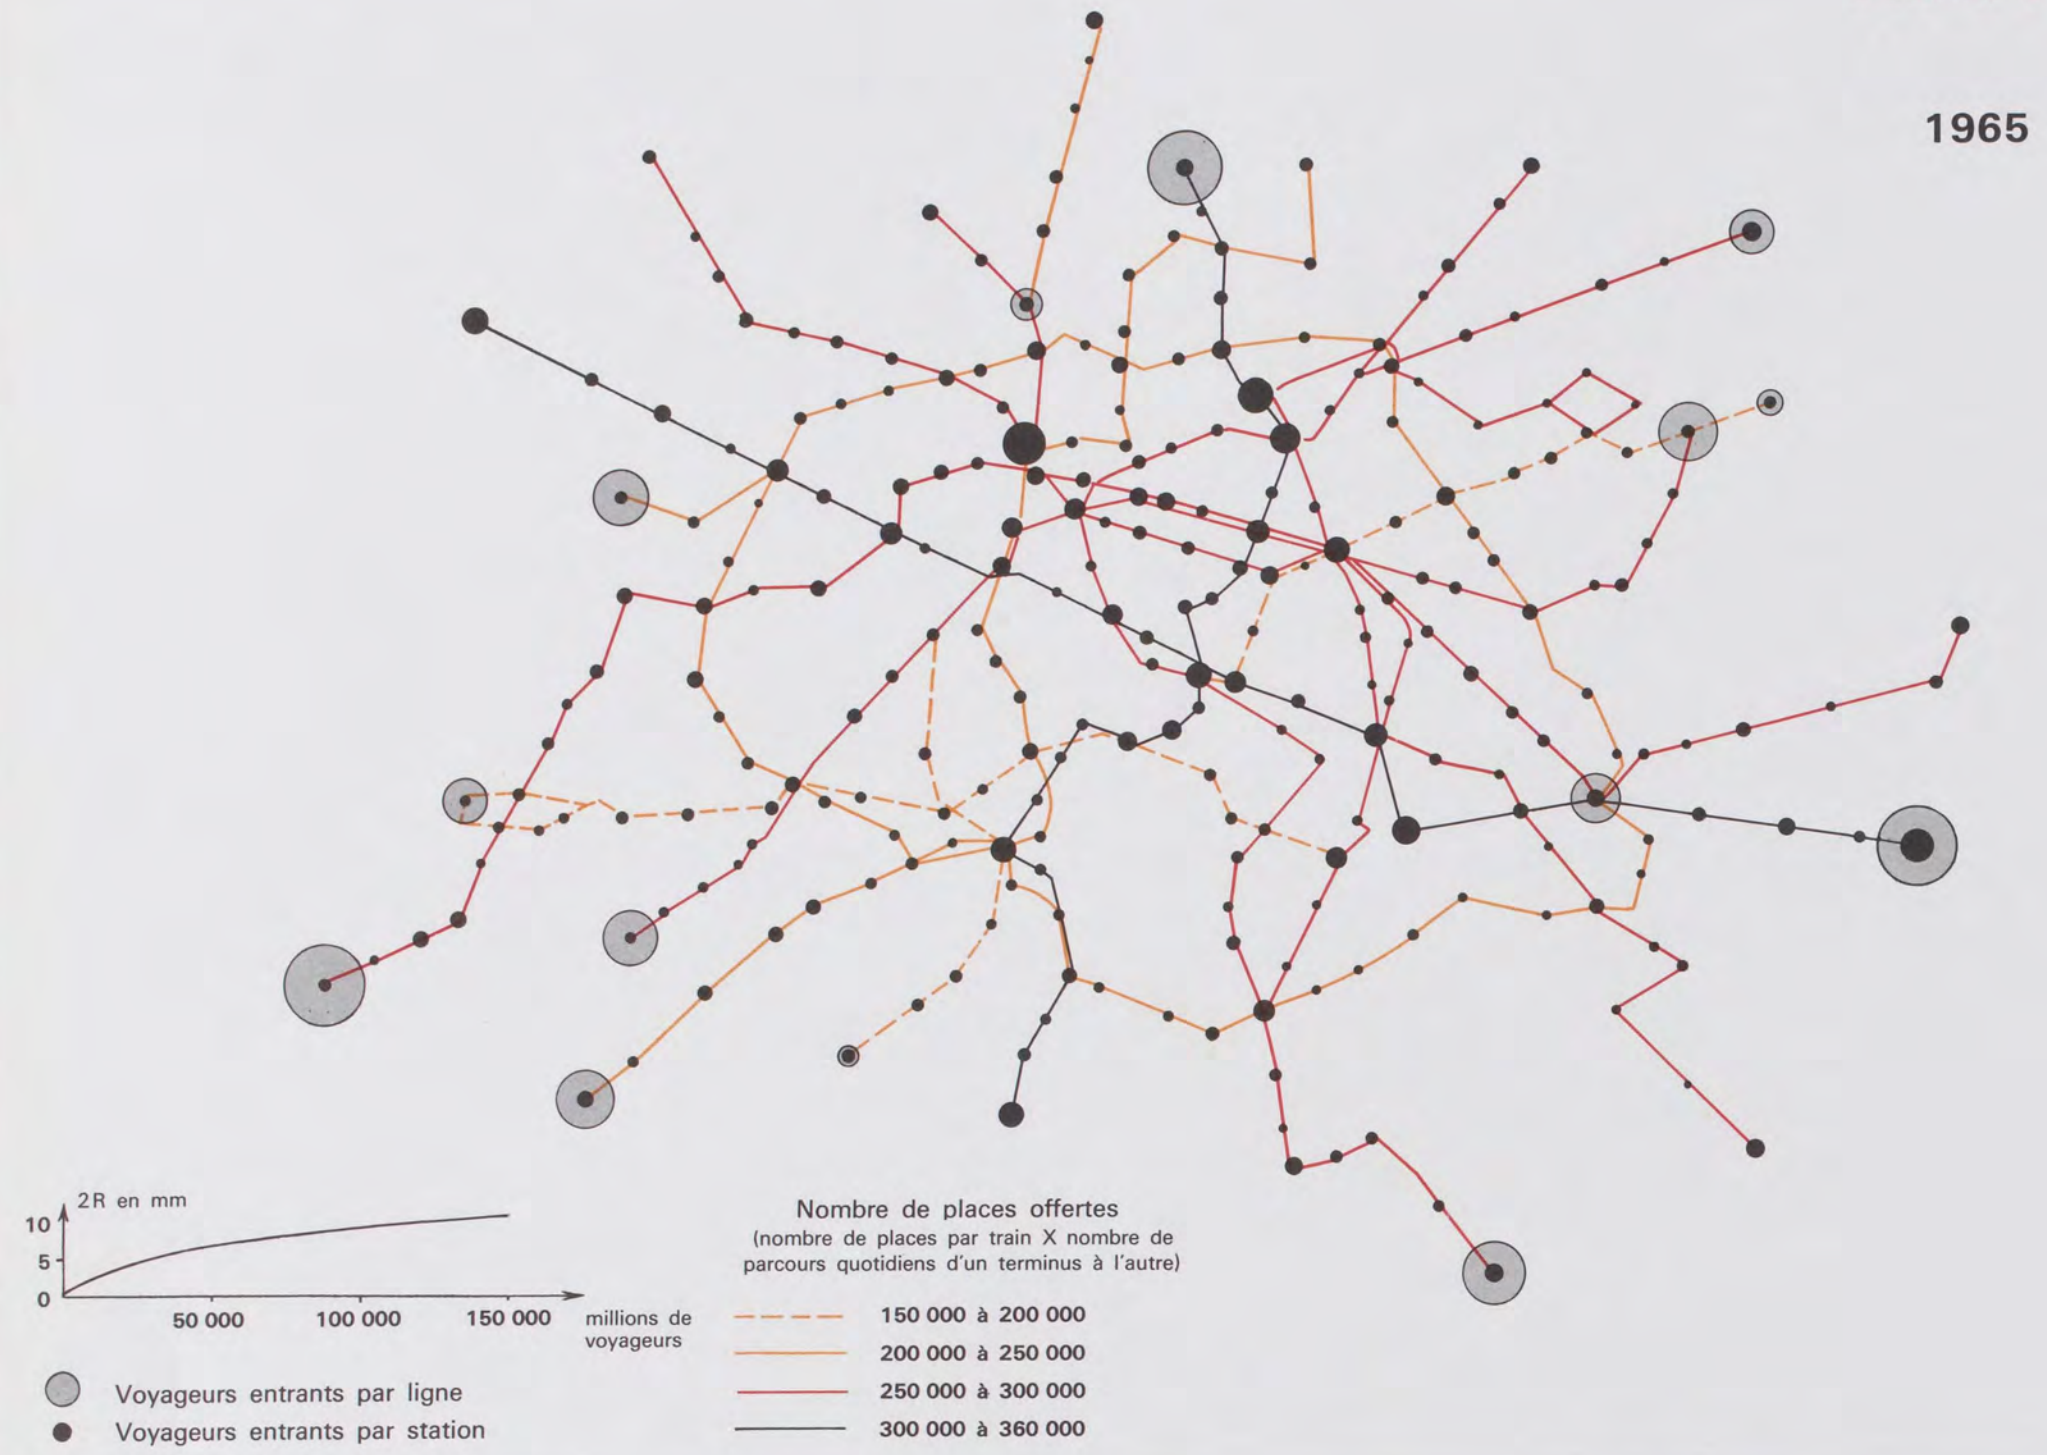 1965
2R en mm
10
5
0
50 000 100 000 150 000
millions de
voyageurs
Voyageurs entrants par ligne
Voyageurs entrants par station
Nombre de places offertes
(nombre de places par train X nombre de
parcours quotidiens d'un terminus à l'autre)
150 000 à 200 000
200 000 à 250 000
250 000 à 300 000
300 000 à 360 000